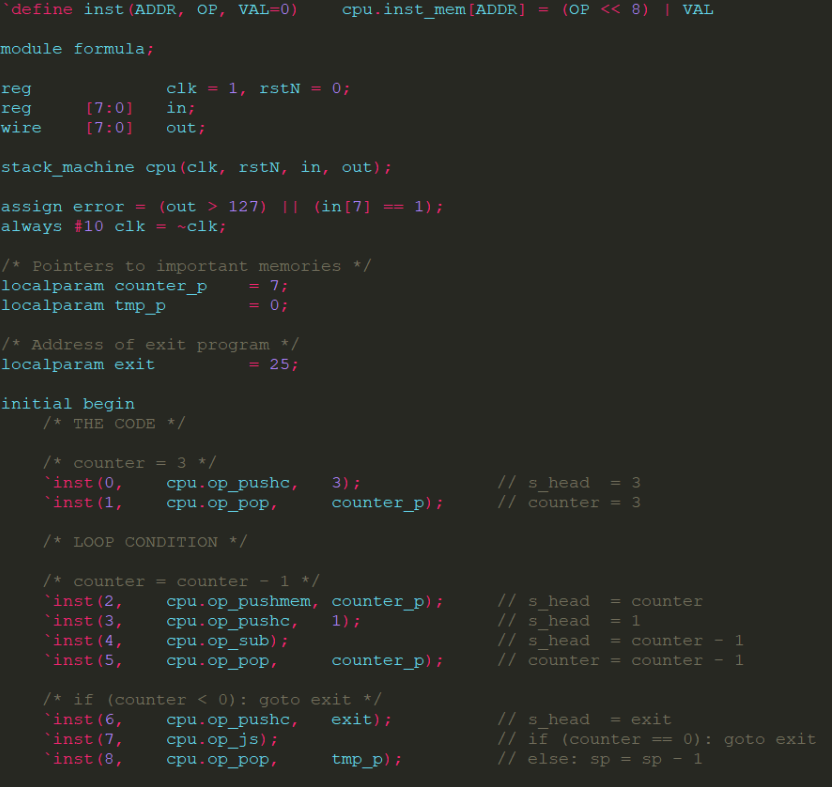 `define inst(ADDR, OP, VAL=0)    cpu.inst_mem[ADDR] = (OP << 8) | VAL
module formula;
reg             clk = 1, rstN = 0;
reg     [7:0]   in;
wire    [7:0]   out;
stack_machine cpu(clk, rstN, in, out);
assign error = (out > 127) || (in[7] == 1);
always #10 clk = ~clk;
/* Pointers to important memories */
localparam counter_p    = 7;
localparam tmp_p        = 0;
/* Address of exit program */
localparam exit         = 25;
initial begin
    /* THE CODE */
    /* counter = 3 */
    `inst(0,    cpu.op_pushc,   3);             // s_head  = 3
    `inst(1,    cpu.op_pop,     counter_p);     // counter = 3
    /* LOOP CONDITION */
    /* counter = counter - 1 */
    `inst(2,    cpu.op_pushmem, counter_p);     // s_head  = counter
    `inst(3,    cpu.op_pushc,   1);             // s_head  = 1
    `inst(4,    cpu.op_sub);                    // s_head  = counter - 1
    `inst(5,    cpu.op_pop,     counter_p);     // counter = counter - 1
    /* if (counter < 0): goto exit */
    `inst(6,    cpu.op_pushc,   exit);          // s_head  = exit
    `inst(7,    cpu.op_js);                     // if (counter == 0): goto exit
    `inst(8,    cpu.op_pop,     tmp_p);         // else: sp = sp - 1